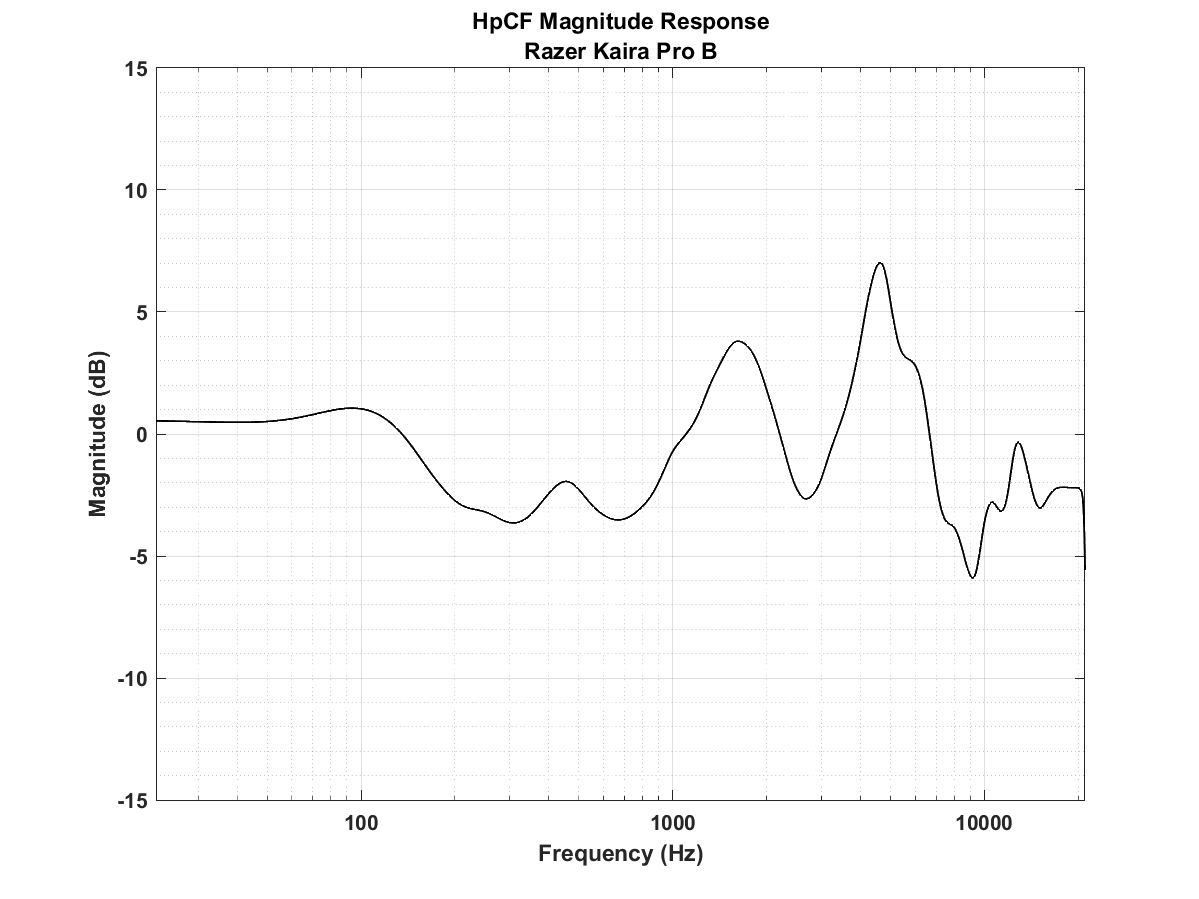 HpCF Magnitude Response
Razer Kaira Pro B
15
10
5
0
-5
-10
-15
Magnitude (dB)
100
1000
10000
Frequency (Hz)